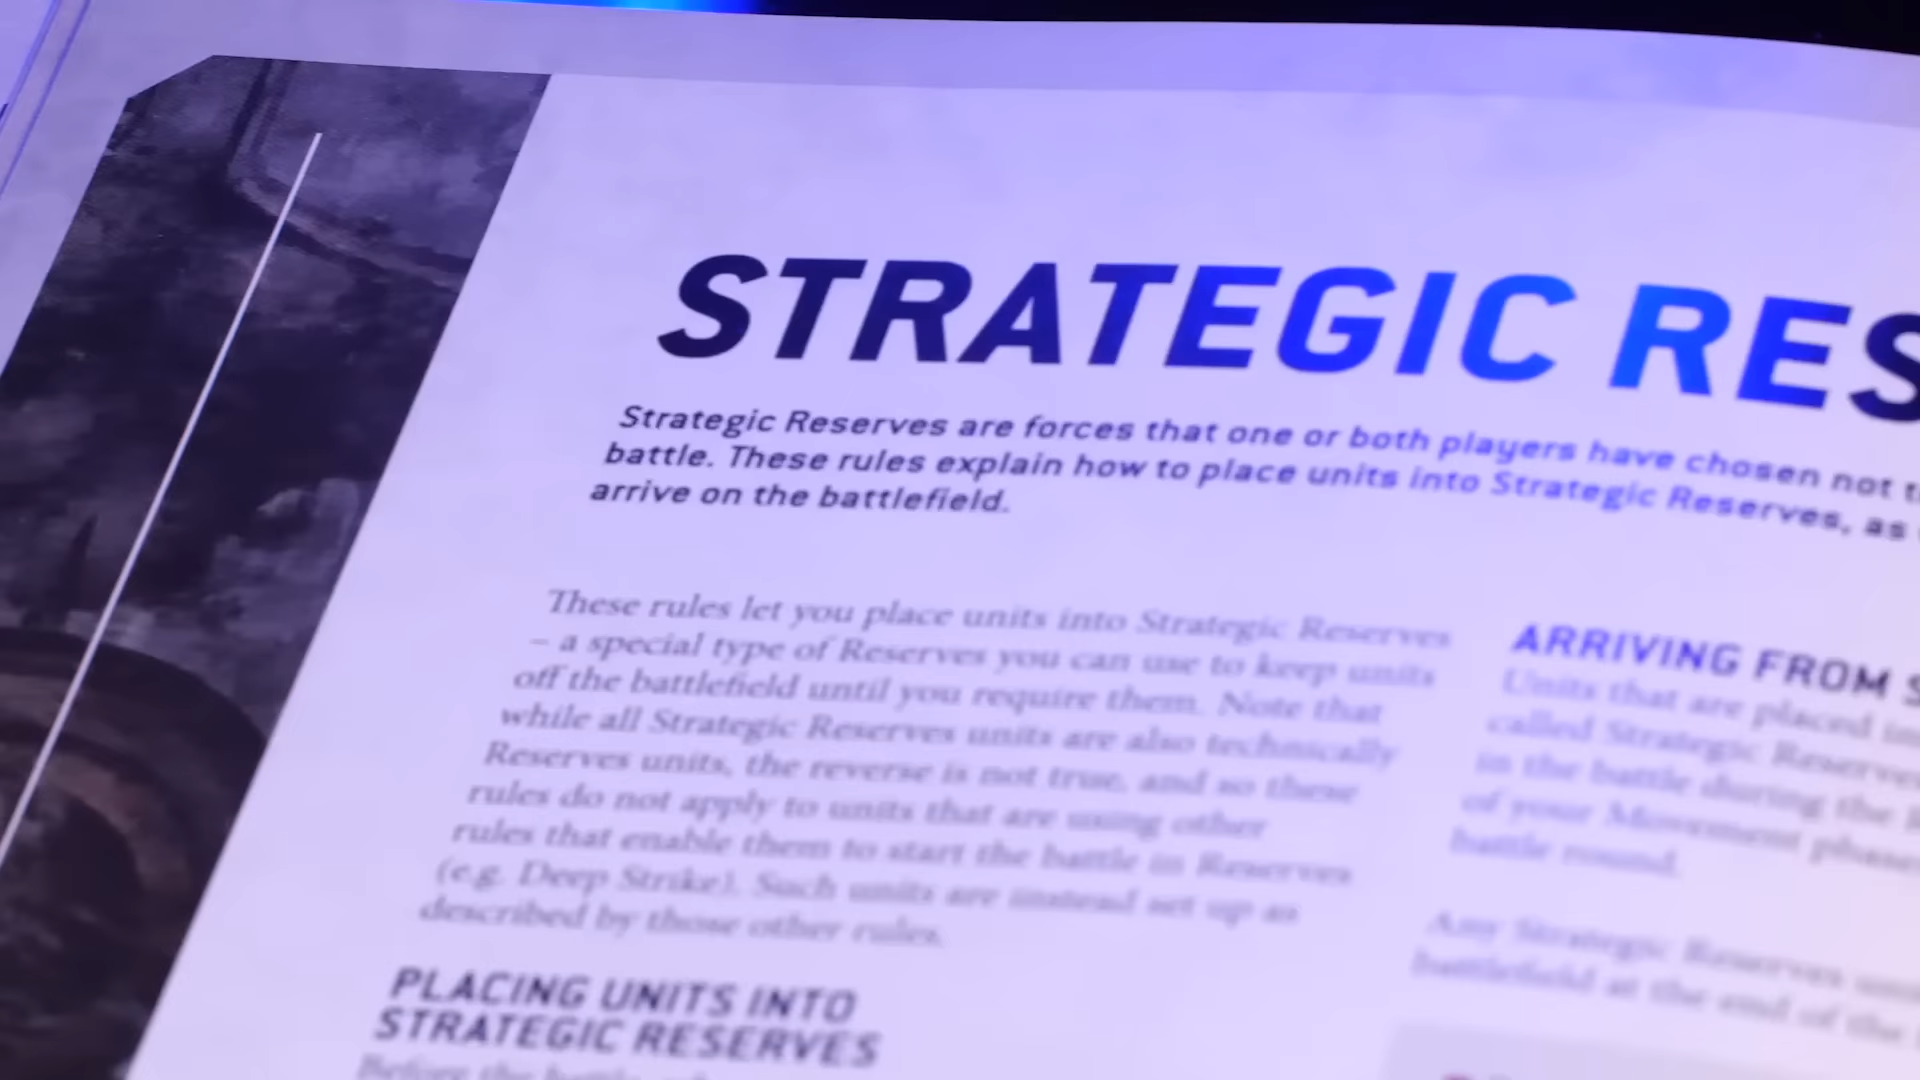 STRATEGIC RES
Strategic Reserves are forces that one or both players have chosen not
battle. These rules explain how to place units into Strategic Reserves, as
arrive on the battlefield.
These rules let you place units into Strategic Reserves
– a special type of Reserves you can use to keep units
off the battlefield until you require them. Note that
while all Strategic Reserves units are also technically
Reserves units, the reverse is not true, and so these
rules do not apply to units that are using other
rules that enable them to start the battle in Reserves
(e.g. Deep Strike). Such units are instead set up as
described by those other rules.
PLACING UNITS INTO
STRATEGIC RESERVES
Before the battle
ARRIVING FROM S
Units that are placed
called Strategic Reserves
in the battle during the
of your Movement phase
battle round.
Any Strategic Reserves
battlefield at the end of the